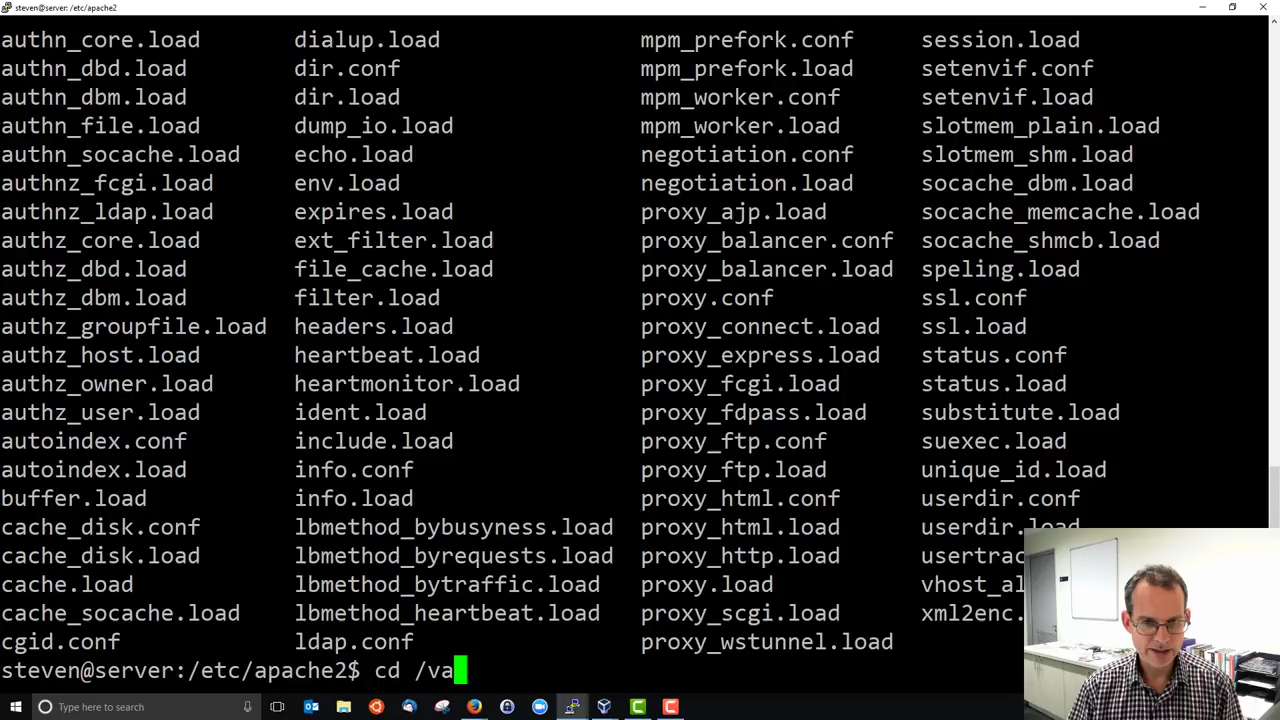 steven@server: /etc/apache2
authn_core.load dialup.load mpm_prefork.conf session.load
authn_dbd.load dir.conf mpm_prefork.load setenvif.conf
authn_dbm.load dir.load mpm_worker.conf setenvif.load
authn_file.load dump_io.load mpm_worker.load slotmem_plain.load
authn_socache.load echo.load negotiation.conf slotmem_shm.load
authnz_fcgi.load env.load negotiation.load socache_dbm.load
authnz_ldap.load expires.load proxy_ajp.load socache_memcache.load
authz_core.load ext_filter.load proxy_balancer.conf socache_shmcb.load
authz_dbd.load file_cache.load proxy_balancer.load speling.load
authz_dbm.load filter.load proxy.conf ssl.conf
authz_groupfile.load headers.load proxy_connect.load ssl.load
authz_host.load heartbeat.load proxy_express.load status.conf
authz_owner.load heartmonitor.load proxy_fcgi.load status.load
authz_user.load ident.load proxy_fdpass.load substitute.load
autoindex.conf include.load proxy_ftp.conf suexec.load
autoindex.load info.conf proxy_ftp.load unique_id.load
buffer.load info.load proxy_html.conf userdir.conf
cache_disk.conf lbmethod_bybusyness.load proxy_html.load userdir.load
cache_disk.load lbmethod_byrequests.load proxy_http.load usertrac
cache.load lbmethod_bytraffic.load proxy.load vhost_al
cache_socache.load lbmethod_heartbeat.load proxy_scgi.load xml2enc.
cgid.conf ldap.conf proxy_wstunnel.load
steven@server:/etc/apache2$ cd /va
Type here to search